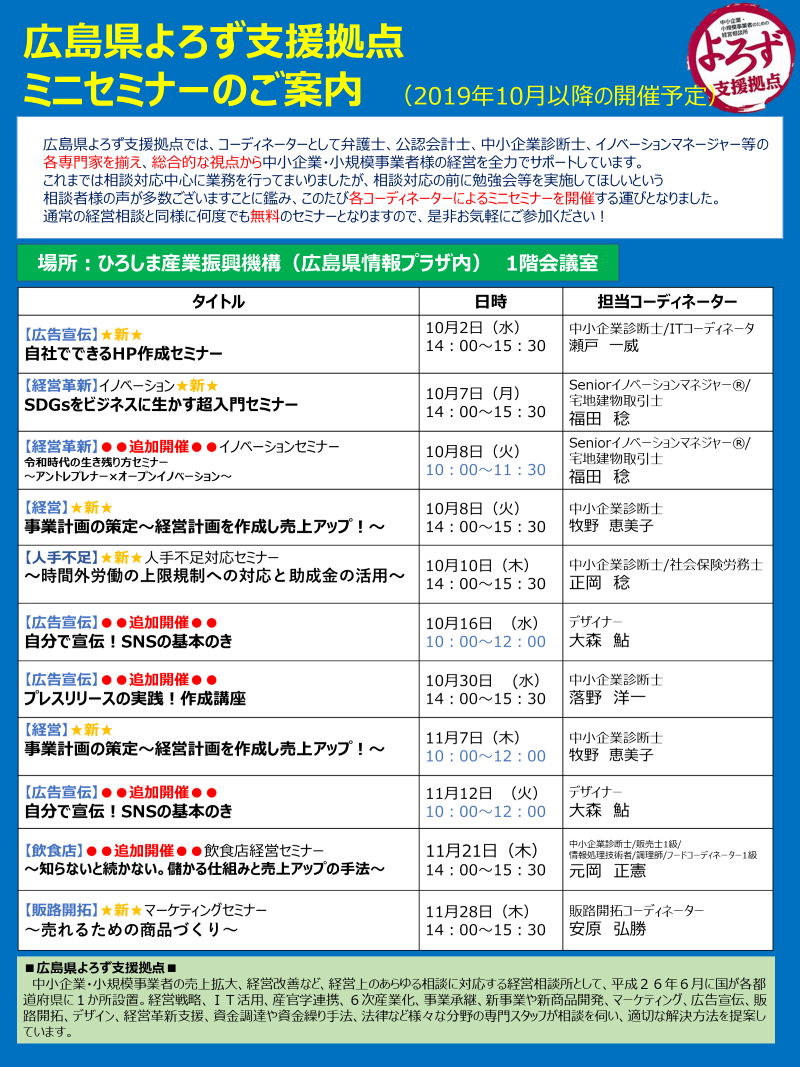 広島県よろず支援拠点
ミニセミナーのご案内 （2019年10月以降の開催予定）
中小企業・
小規模事業者のための
経営相談所
よろず
支援拠点
広島県よろず支援拠点では、コーディネーターとして弁護士、公認会計士、中小企業診断士、イノベーションマネージャー等の
各専門家を揃え、総合的な視点から中小企業・小規模事業者様の経営を全力でサポートしています。
これまでは相談対応中心に業務を行ってまいりましたが、相談対応の前に勉強会等を実施してほしいという
相談者様の声が多数ございますことに鑑み、このたび各コーディネーターによるミニセミナーを開催する運びとなりました。
通常の経営相談と同様に何度でも無料のセミナーとなりますので、是非お気軽にご参加ください！
場所：ひろしま産業振興機構（広島県情報プラザ内） 1階会議室
タイトル 日時 担当コーディネーター
【広告宣伝】★新★
自社でできるHP作成セミナー
10月2日（水）
14：00～15：30
中小企業診断士/ITコーディネータ
瀬戸 一威
【経営革新】イノベーション★新★
SDGsをビジネスに生かす超入門セミナー
10月7日（月）
14：00～15：30
Seniorイノベーションマネジャー®/
宅地建物取引士
福田 稔
【経営革新】●●追加開催●●イノベーションセミナー
令和時代の生き残り方セミナー
～アントレプレナー×オープンイノベーション～
10月8日（火）
10：00～11：30
Seniorイノベーションマネジャー®/
宅地建物取引士
福田 稔
【経営】★新★
事業計画の策定～経営計画を作成し売上アップ！～
10月8日（火）
14：00～15：30
中小企業診断士
牧野 恵美子
【人手不足】★新★人手不足対応セミナー
～時間外労働の上限規制への対応と助成金の活用～
10月10日（木）
14：00～15：30
中小企業診断士/社会保険労務士
正岡 稔
【広告宣伝】●●追加開催●●
自分で宣伝！SNSの基本のき
10月16日 （水）
10：00～12：00
デザイナー
大森 鮎
【広告宣伝】●●追加開催●●
プレスリリースの実践！作成講座
10月30日 （水）
14：00～15：30
中小企業診断士
落野 洋一
【経営】★新★
事業計画の策定～経営計画を作成し売上アップ！～
11月7日（木）
10：00～12：00
中小企業診断士
牧野 恵美子
【広告宣伝】●●追加開催●●
自分で宣伝！SNSの基本のき
11月12日 （火）
10：00～12：00
デザイナー
大森 鮎
【飲食店】●●追加開催●●飲食店経営セミナー
～知らないと続かない。儲かる仕組みと売上アップの手法～
11月21日（木）
14：00～15：30
中小企業診断士/販売士1級/
情報処理技術者/調理師/フードコーディネーター1級
元岡 正憲
【販路開拓】★新★マーケティングセミナー
～売れるための商品づくり～
11月28日（木）
14：00～15：30
販路開拓コーディネーター
安原 弘勝
■広島県よろず支援拠点■
中小企業・小規模事業者の売上拡大、経営改善など、経営上のあらゆる相談に対応する経営相談所として、平成２６年６月に国が各都
道府県に１か所設置。経営戦略、ＩＴ活用、産官学連携、６次産業化、事業承継、新事業や新商品開発、マーケティング、広告宣伝、販
路開拓、デザイン、経営革新支援、資金調達や資金繰り手法、法律など様々な分野の専門スタッフが相談を伺い、適切な解決方法を提案し
ています。